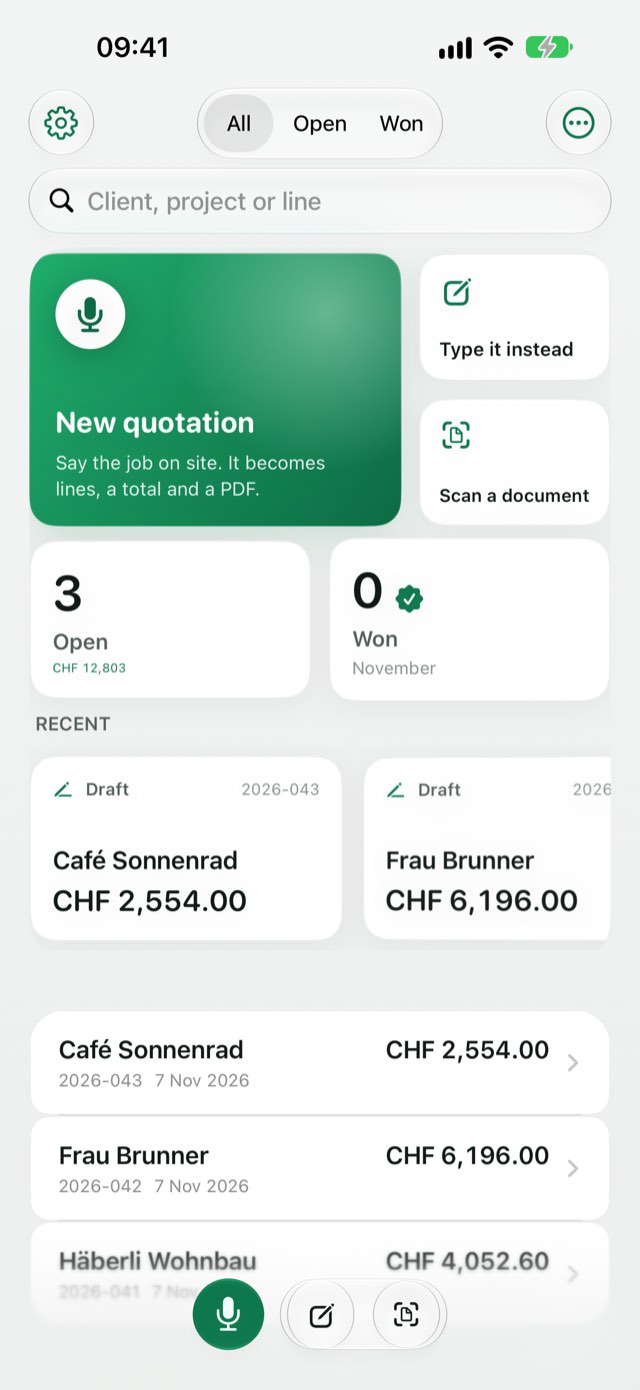 09:41
All Open Won
Client, project or line
New quotation
Say the job on site. It becomes
lines, a total and a PDF.
Type it instead
Scan a document
3
Open
CHF 12,803
0
Won
November
RECENT
Draft 2026-043
Café Sonnenrad
CHF 2,554.00
Draft 2026
Frau Brunner
CHF 6,196.00
Café Sonnenrad CHF 2,554.00
2026-043 7 Nov 2026
Frau Brunner CHF 6,196.00
2026-042 7 Nov 2026
Häberli Wohnbau CHF 4,052.60
2026-041 7 Nov